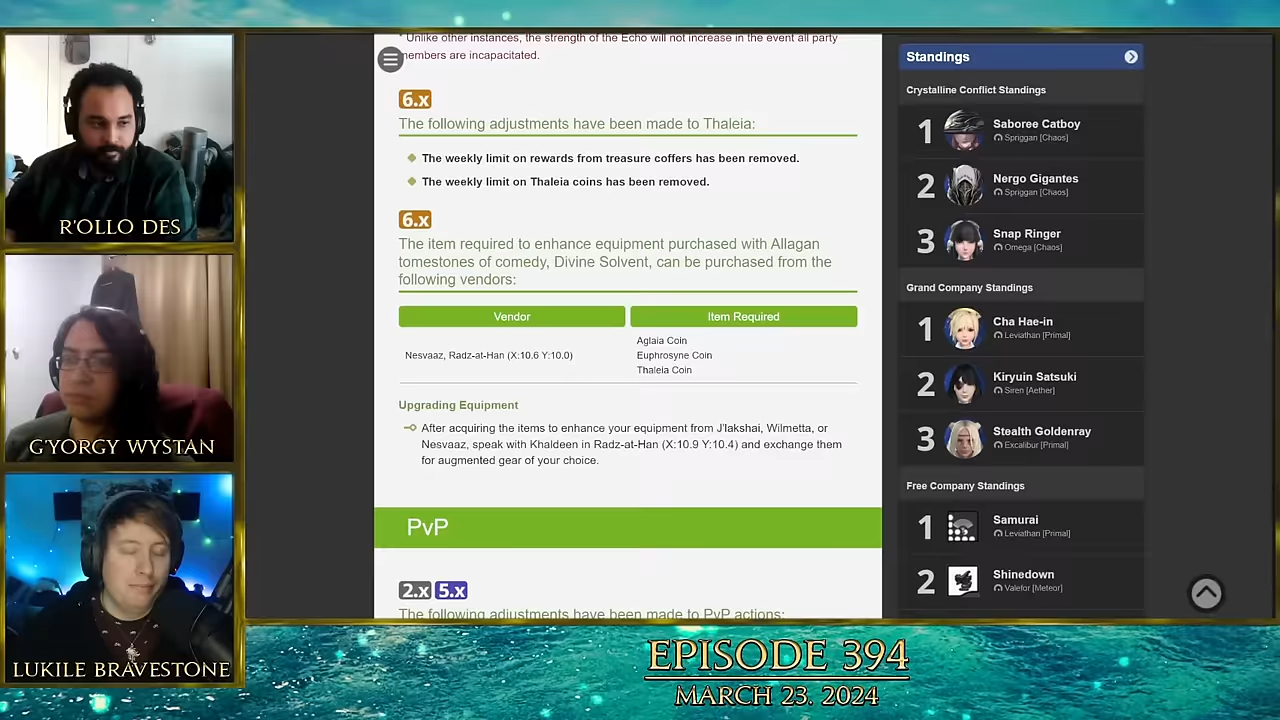 R'OLLO DES
G'YORGY WYSTAN
LUKILE BRAVESTONE
* Unlike other instances, the strength of the Echo will not increase in the event all party
members are incapacitated.
6.x
The following adjustments have been made to Thaleia:
The weekly limit on rewards from treasure coffers has been removed.
The weekly limit on Thaleia coins has been removed.
6.x
The item required to enhance equipment purchased with Allagan
tomestones of comedy, Divine Solvent, can be purchased from the
following vendors:
Vendor
Item Required
Nesvaaz, Radz-at-Han (X:10.6 Y:10.0)
Aglaia Coin
Euphrosyne Coin
Thaleia Coin
Upgrading Equipment
After acquiring the items to enhance your equipment from J'lakshai, Wilmetta, or
Nesvaaz, speak with Khaldeen in Radz-at-Han (X:10.9 Y:10.4) and exchange them
for augmented gear of your choice.
PvP
2.x 5.x
The following adjustments have been made to PvP actions:
Standings
Crystalline Conflict Standings
1 Saboree Catboy
Spriggan [Chaos]
2 Nergo Gigantes
Spriggan [Chaos]
3 Snap Ringer
Omega [Chaos]
Grand Company Standings
1 Cha Hae-in
Leviathan [Primal]
2 Kiryuin Satsuki
Siren [Aether]
3 Stealth Goldenray
Excalibur [Primal]
Free Company Standings
1 Samurai
Leviathan [Primal]
2 Shinedown
Valefor [Meteor]
EPISODE 394
MARCH 23. 2024